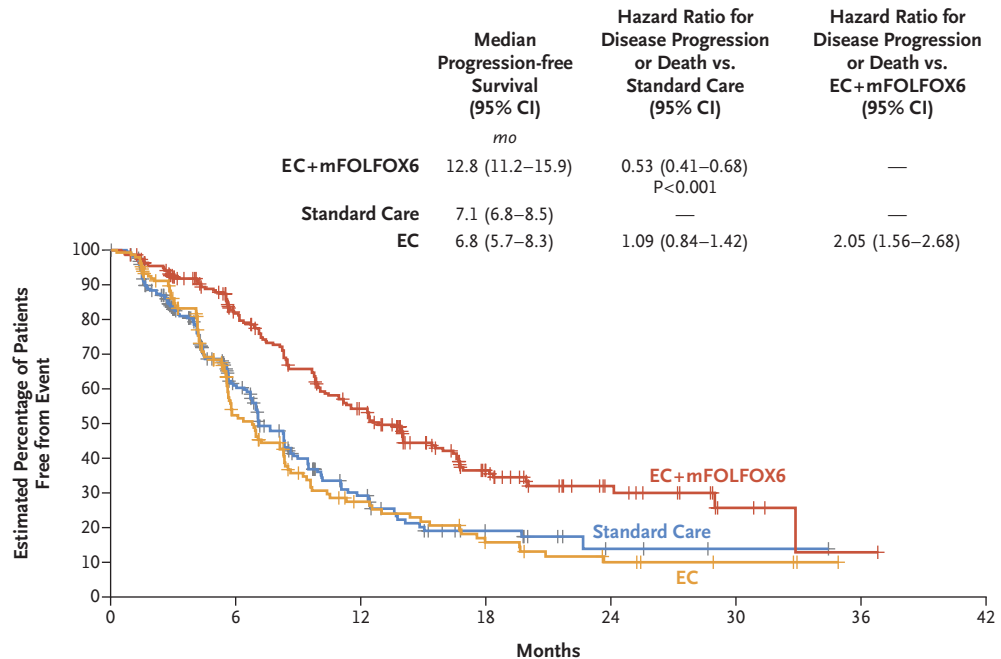 Median
Progression-free
Survival
(95% CI)
Hazard Ratio for
Disease Progression
or Death vs.
Standard Care
(95% CI)
Hazard Ratio for
Disease Progression
or Death vs.
EC+mFOLFOX6
(95% CI)
mo
EC+mFOLFOX6 12.8 (11.2–15.9) 0.53 (0.41–0.68) —
P<0.001
Standard Care 7.1 (6.8–8.5) — —
EC 6.8 (5.7–8.3) 1.09 (0.84–1.42) 2.05 (1.56–2.68)
Estimated Percentage of Patients
Free from Event
100
90
80
70
60
50
40
30
20
10
0
EC+mFOLFOX6
Standard Care
EC
0 6 12 18 24 30 36 42
Months